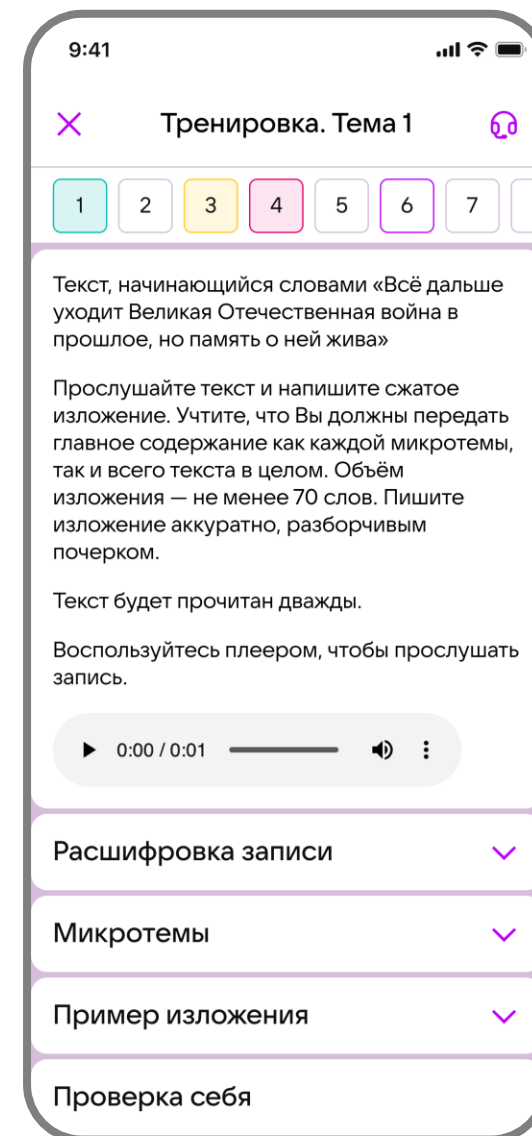 9:41
Тренировка. Тема 1
1 2 3 4 5 6 7
Текст, начинающийся словами «Всё дальше
уходит Великая Отечественная война в
прошлое, но память о ней жива»
Прослушайте текст и напишите сжатое
изложение. Учтите, что Вы должны передать
главное содержание как каждой микротемы,
так и всего текста в целом. Объём
изложения — не менее 70 слов. Пишите
изложение аккуратно, разборчивым
почерком.
Текст будет прочитан дважды.
Воспользуйтесь плеером, чтобы прослушать
запись.
0:00 / 0:01
Расшифровка записи
Микротемы
Пример изложения
Проверка себя